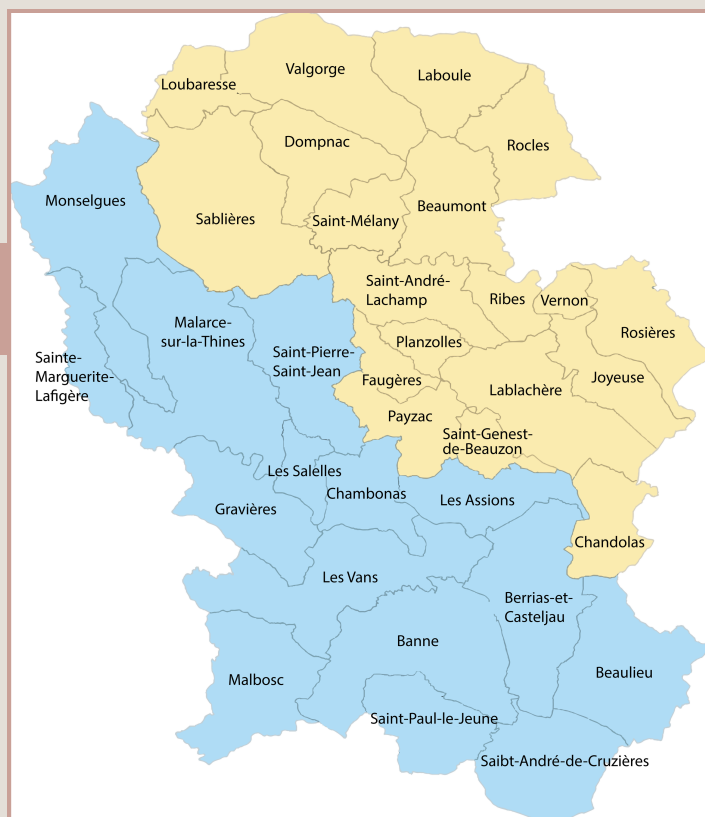 Valgorge
Laboule
Loubaresse
Dompnac
Rocles
Monselgues
Beaumont
Sablières
Saint-Mélany
Saint-André-
Lachamp
Ribes
Vernon
Malarce-
sur-la-Thines
Rosières
Planzolles
Saint-Pierre-
Saint-Jean
Sainte-
Marguerite-
Lafigère
Faugères
Joyeuse
Lablachère
Payzac
Saint-Genest-
de-Beauzon
Les Salelles
Chambonas
Les Assions
Gravières
Chandolas
Les Vans
Berrias-et-
Casteljau
Banne
Beaulieu
Malbosc
Saint-Paul-le-Jeune
Saibt-André-de-Cruzières